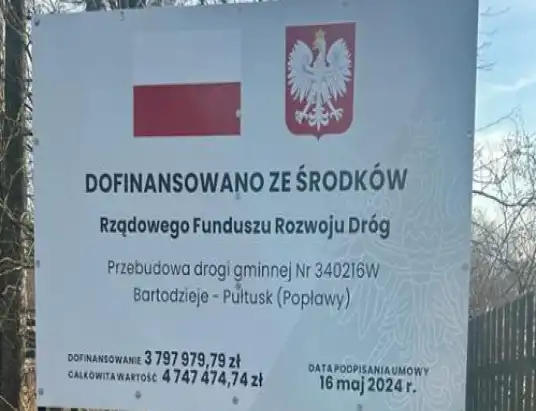 DOFINANSOWANO ZE ŚRODKÓW
Rządowego Funduszu Rozwoju Dróg
Przebudowa drogi gminnej Nr 340216W
Bartodzieje - Pułtusk (Popławy)
DOFINANSOWANIE 3 797 979,79 zł
CAŁKOWITA WARTOŚĆ 4 747 474,74 zł
DATA PODPISANIA UMOWY
16 maj 2024 r.